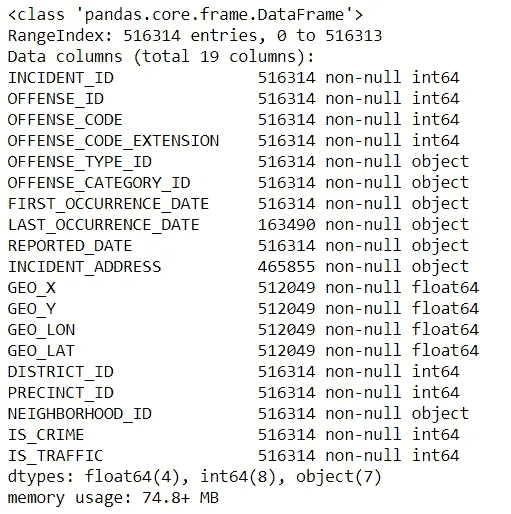 <class 'pandas.core.frame.DataFrame'>
RangeIndex: 516314 entries, 0 to 516313
Data columns (total 19 columns):
INCIDENT_ID 516314 non-null int64
OFFENSE_ID 516314 non-null int64
OFFENSE_CODE 516314 non-null int64
OFFENSE_CODE_EXTENSION 516314 non-null int64
OFFENSE_TYPE_ID 516314 non-null object
OFFENSE_CATEGORY_ID 516314 non-null object
FIRST_OCCURRENCE_DATE 516314 non-null object
LAST_OCCURRENCE_DATE 163490 non-null object
REPORTED_DATE 516314 non-null object
INCIDENT_ADDRESS 465855 non-null object
GEO_X 512049 non-null float64
GEO_Y 512049 non-null float64
GEO_LON 512049 non-null float64
GEO_LAT 512049 non-null float64
DISTRICT_ID 516314 non-null int64
PRECINCT_ID 516314 non-null int64
NEIGHBORHOOD_ID 516314 non-null object
IS_CRIME 516314 non-null int64
IS_TRAFFIC 516314 non-null int64
dtypes: float64(4), int64(8), object(7)
memory usage: 74.8+ MB